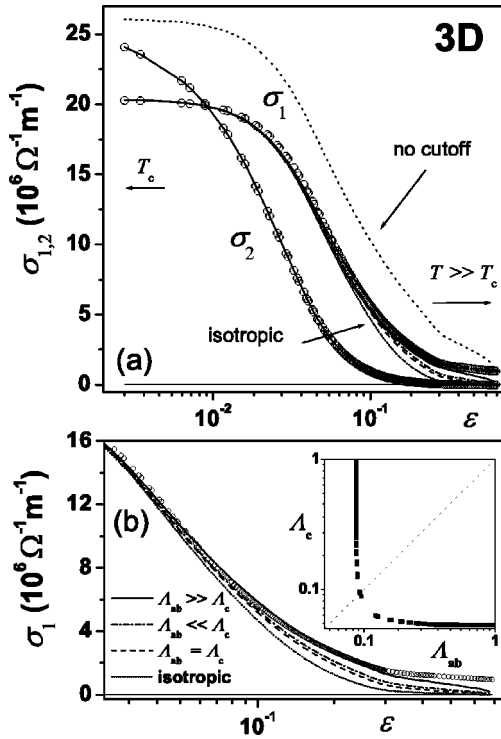 (a)
3D
25
20
15
10
5
0
σ1,2 (10^6 Ω^-1 m^-1)
σ1
σ2
Tc
no cutoff
T >> Tc
isotropic
10^-2
10^-1
ε
(b)
16
12
8
4
0
σ1 (10^6 Ω^-1 m^-1)
Λab >> Λc
Λab << Λc
Λab = Λc
isotropic
10^-1
ε
1
0.1
Λc
0.1
1
Λab